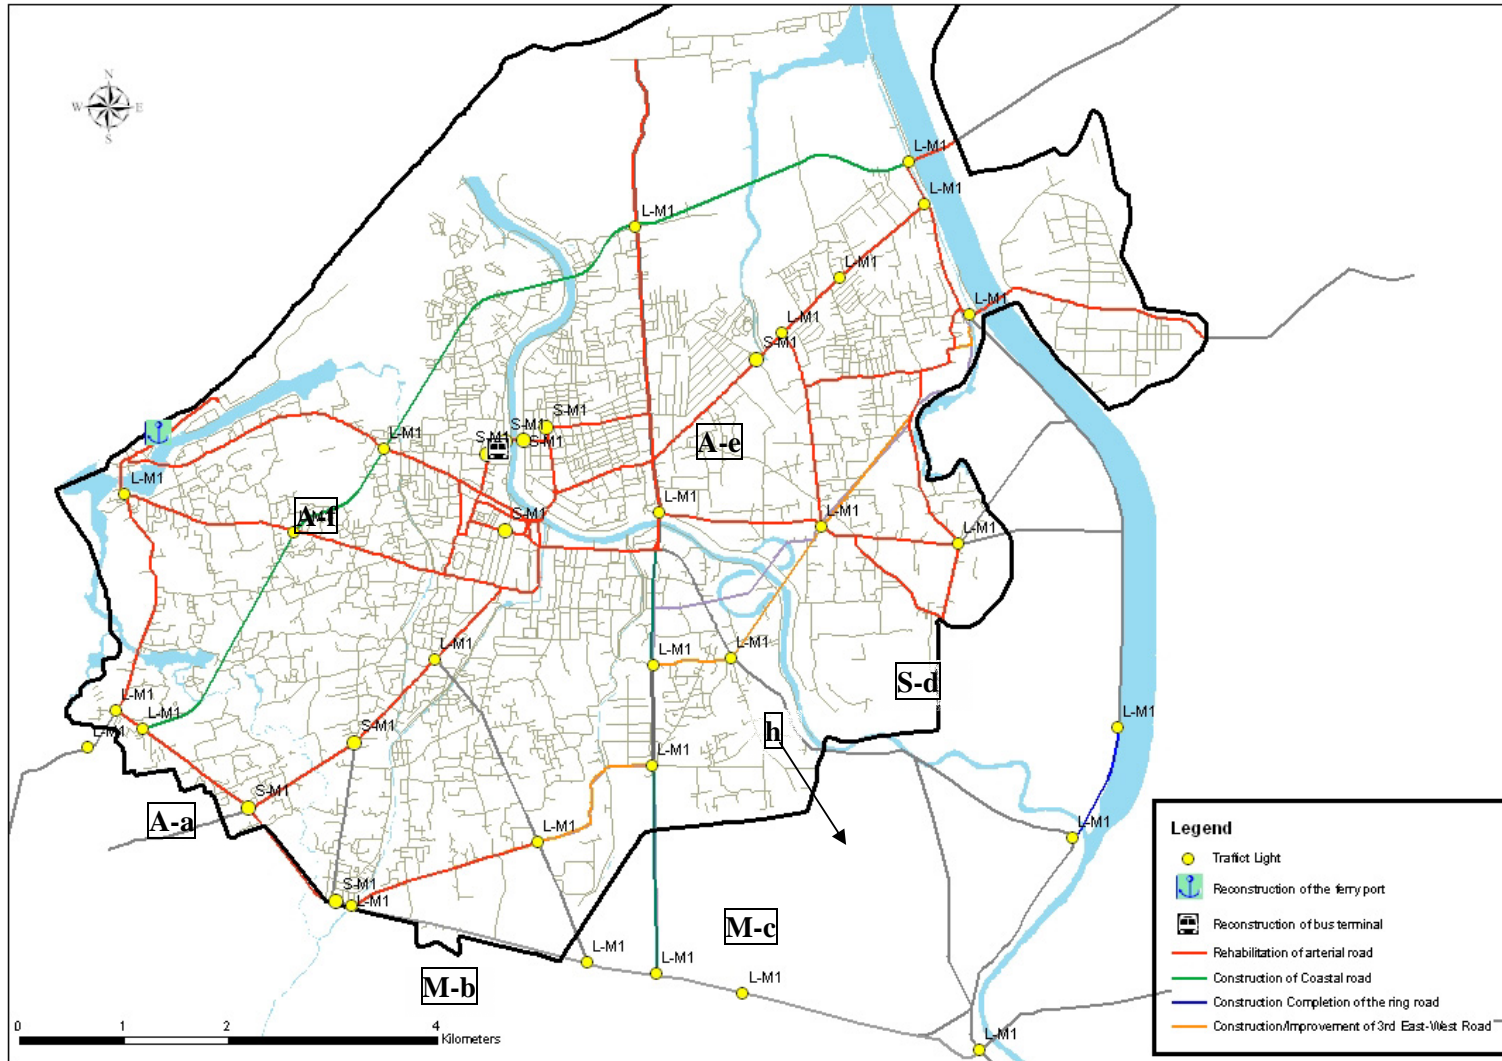 N
W E
S
L-M1
L-M1
L-M1
L-M1
L-M1
L-M1
S-M1
S-M1
S-M1
S-M1
S-M1
A-e
L-M1
L-M1
A-f
S-M1
L-M1
L-M1
L-M1
L-M1
L-M1
L-M1
S-d
L-M1
L-M1
L-M1
L-M1
h
S-M1
L-M1
S-M1
A-a
L-M1
L-M1
S-M1
L-M1
M-c
L-M1
L-M1
L-M1
M-b
L-M1
0 1 2 4
Kilometers
Legend
Traffict Light
Reconstruction of the ferry port
Reconstruction of bus terminal
Rehabilitation of arterial road
Construction of Coastal road
Construction Completion of the ring road
Construction/Improvement of 3rd East-West Road